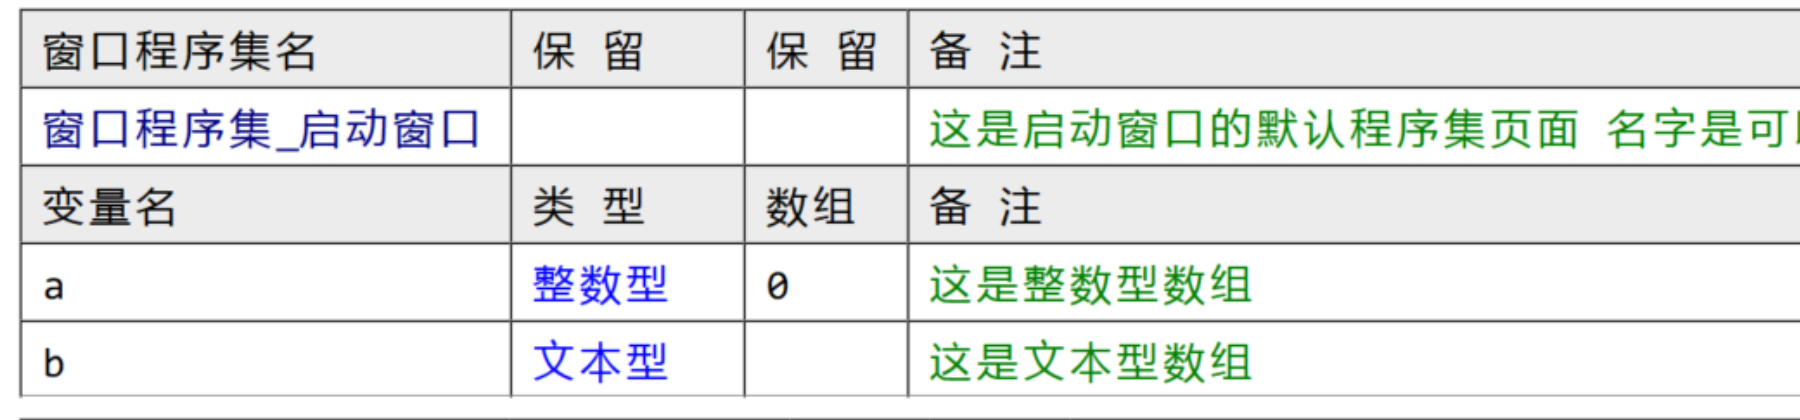 窗口程序集名 保 留 保 留 备 注
窗口程序集_启动窗口 这是启动窗口的默认程序集页面 名字是可
变量名 类 型 数组 备 注
a 整数型 0 这是整数型数组
b 文本型 这是文本型数组